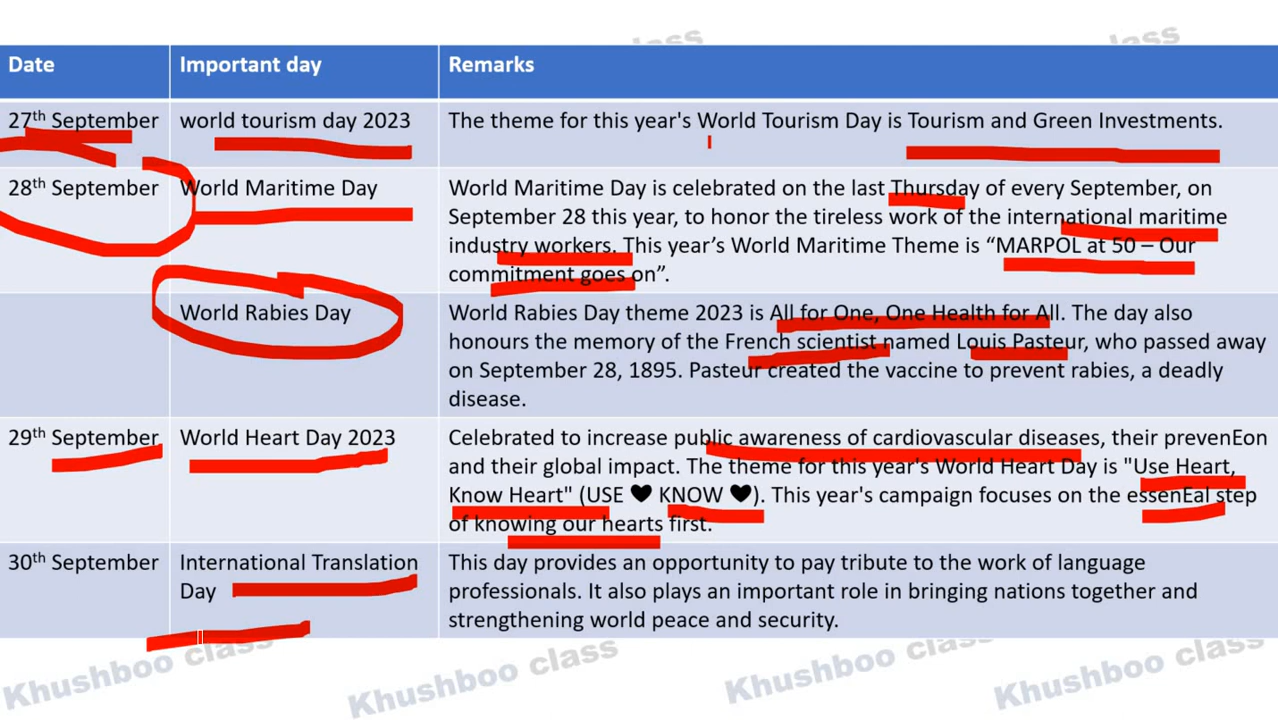 class
class
Date Important day Remarks
27th September world tourism day 2023 The theme for this year's World Tourism Day is Tourism and Green Investments.
28th September World Maritime Day World Maritime Day is celebrated on the last Thursday of every September, on
September 28 this year, to honor the tireless work of the international maritime
industry workers. This year’s World Maritime Theme is “MARPOL at 50 – Our
commitment goes on”.
World Rabies Day World Rabies Day theme 2023 is All for One, One Health for All. The day also
honours the memory of the French scientist named Louis Pasteur, who passed away
on September 28, 1895. Pasteur created the vaccine to prevent rabies, a deadly
disease.
29th September World Heart Day 2023 Celebrated to increase public awareness of cardiovascular diseases, their prevenEon
and their global impact. The theme for this year's World Heart Day is "Use Heart,
Know Heart" (USE 🖤 KNOW 🖤). This year's campaign focuses on the essenEal step
of knowing our hearts first.
30th September International Translation This day provides an opportunity to pay tribute to the work of language
Day professionals. It also plays an important role in bringing nations together and
strengthening world peace and security.
Khushboo class
Khushboo class
Khushboo class
Khushboo class